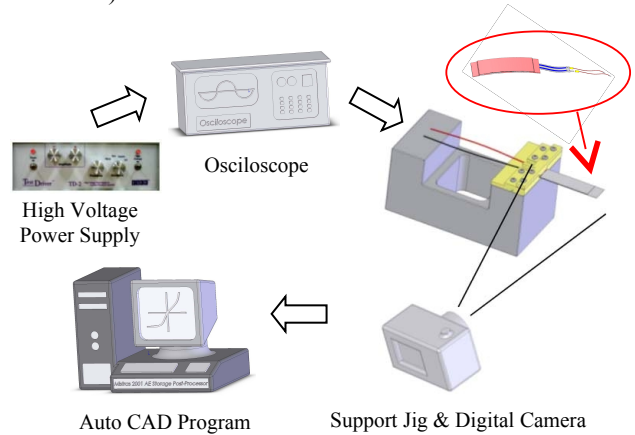 )
Osciloscope
Osciloscope
High Voltage
Power Supply
Auto CAD Program
Support Jig & Digital Camera